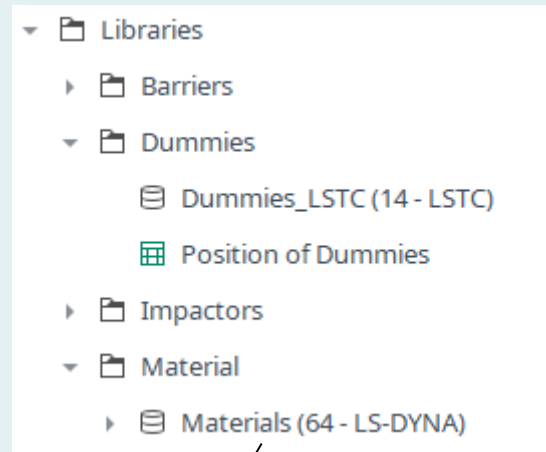 Libraries
Barriers
Dummies
Dummies_LSTC (14 - LSTC)
Position of Dummies
Impactors
Material
Materials (64 - LS-DYNA)